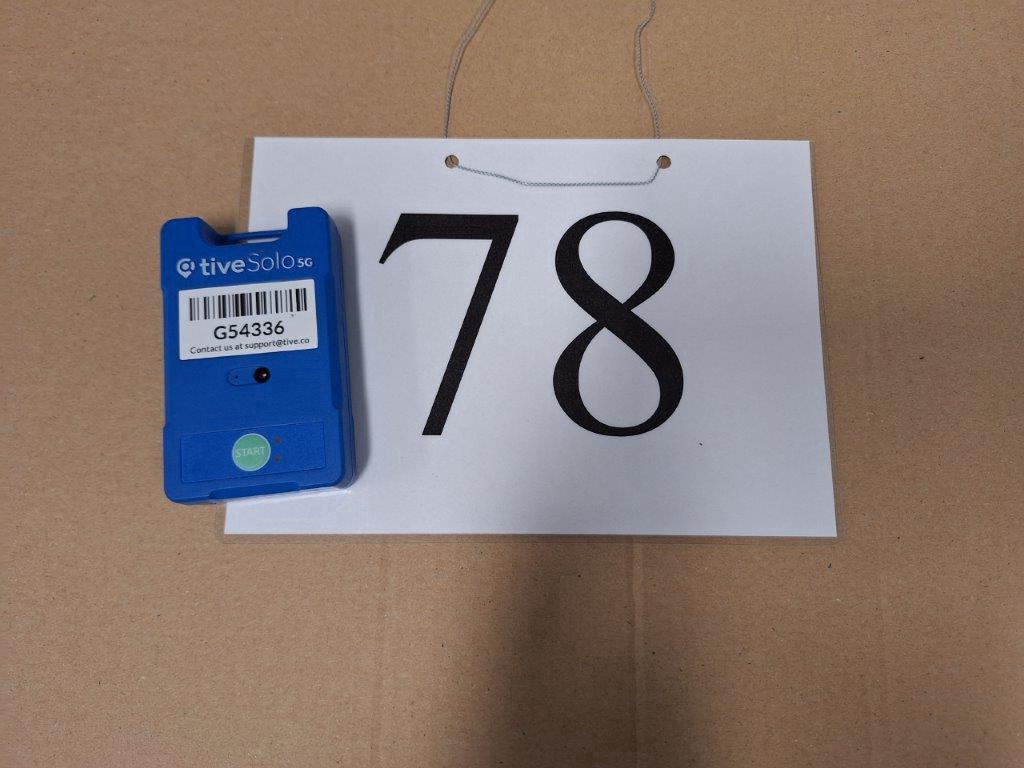 tive Solo 5G
G54336
Contact us at support@tive.co
START
78